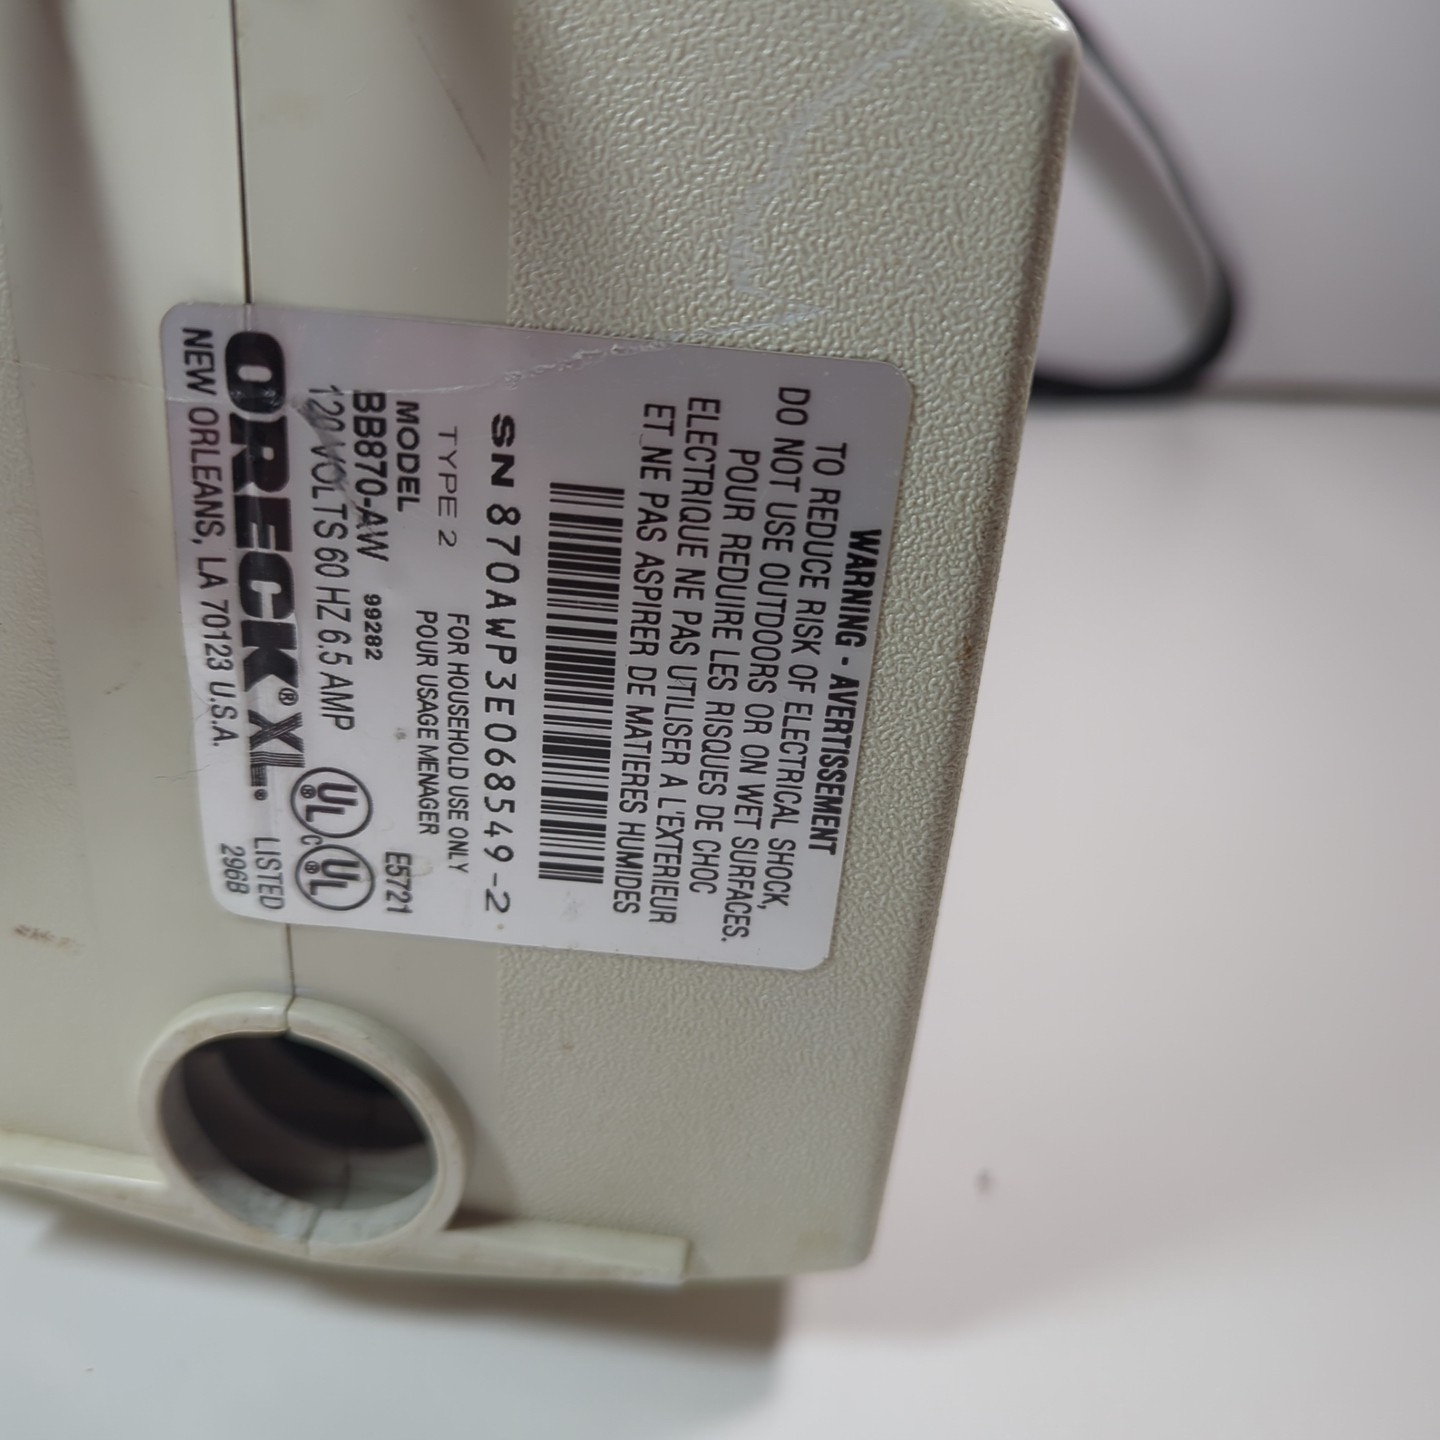 ORECK® XL®
NEW ORLEANS, LA 70123 U.S.A.
LISTED
296B
120 VOLTS 60 HZ 6.5 AMP
BB870-AW 99282
MODEL
UL® C UL®
E5721
TYPE 2
FOR HOUSEHOLD USE ONLY
POUR USAGE MENAGER
SN 870AWP3E068549-2
WARNING - AVERTISSEMENT
TO REDUCE RISK OF ELECTRICAL SHOCK,
DO NOT USE OUTDOORS OR ON WET SURFACES.
POUR REDUIRE LES RISQUES DE CHOC
ELECTRIQUE NE PAS UTILISER A L'EXTERIEUR
ET NE PAS ASPIRER DE MATIERES HUMIDES